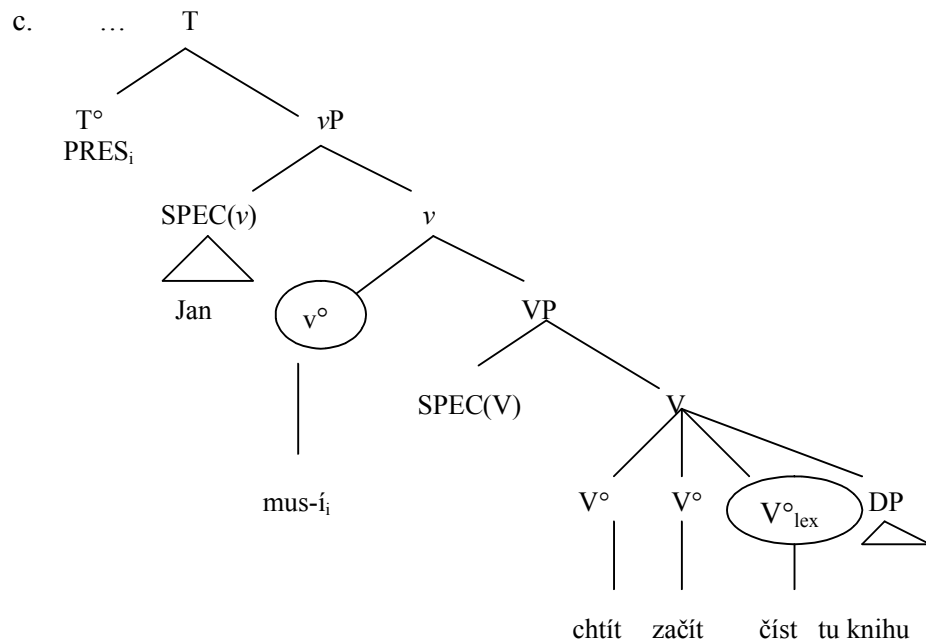 c. … T
T° vP
PRESi
SPEC(v) v
Jan v° VP
SPEC(V) V
mus-íi V° V° V°lex DP
chtít začít číst tu knihu